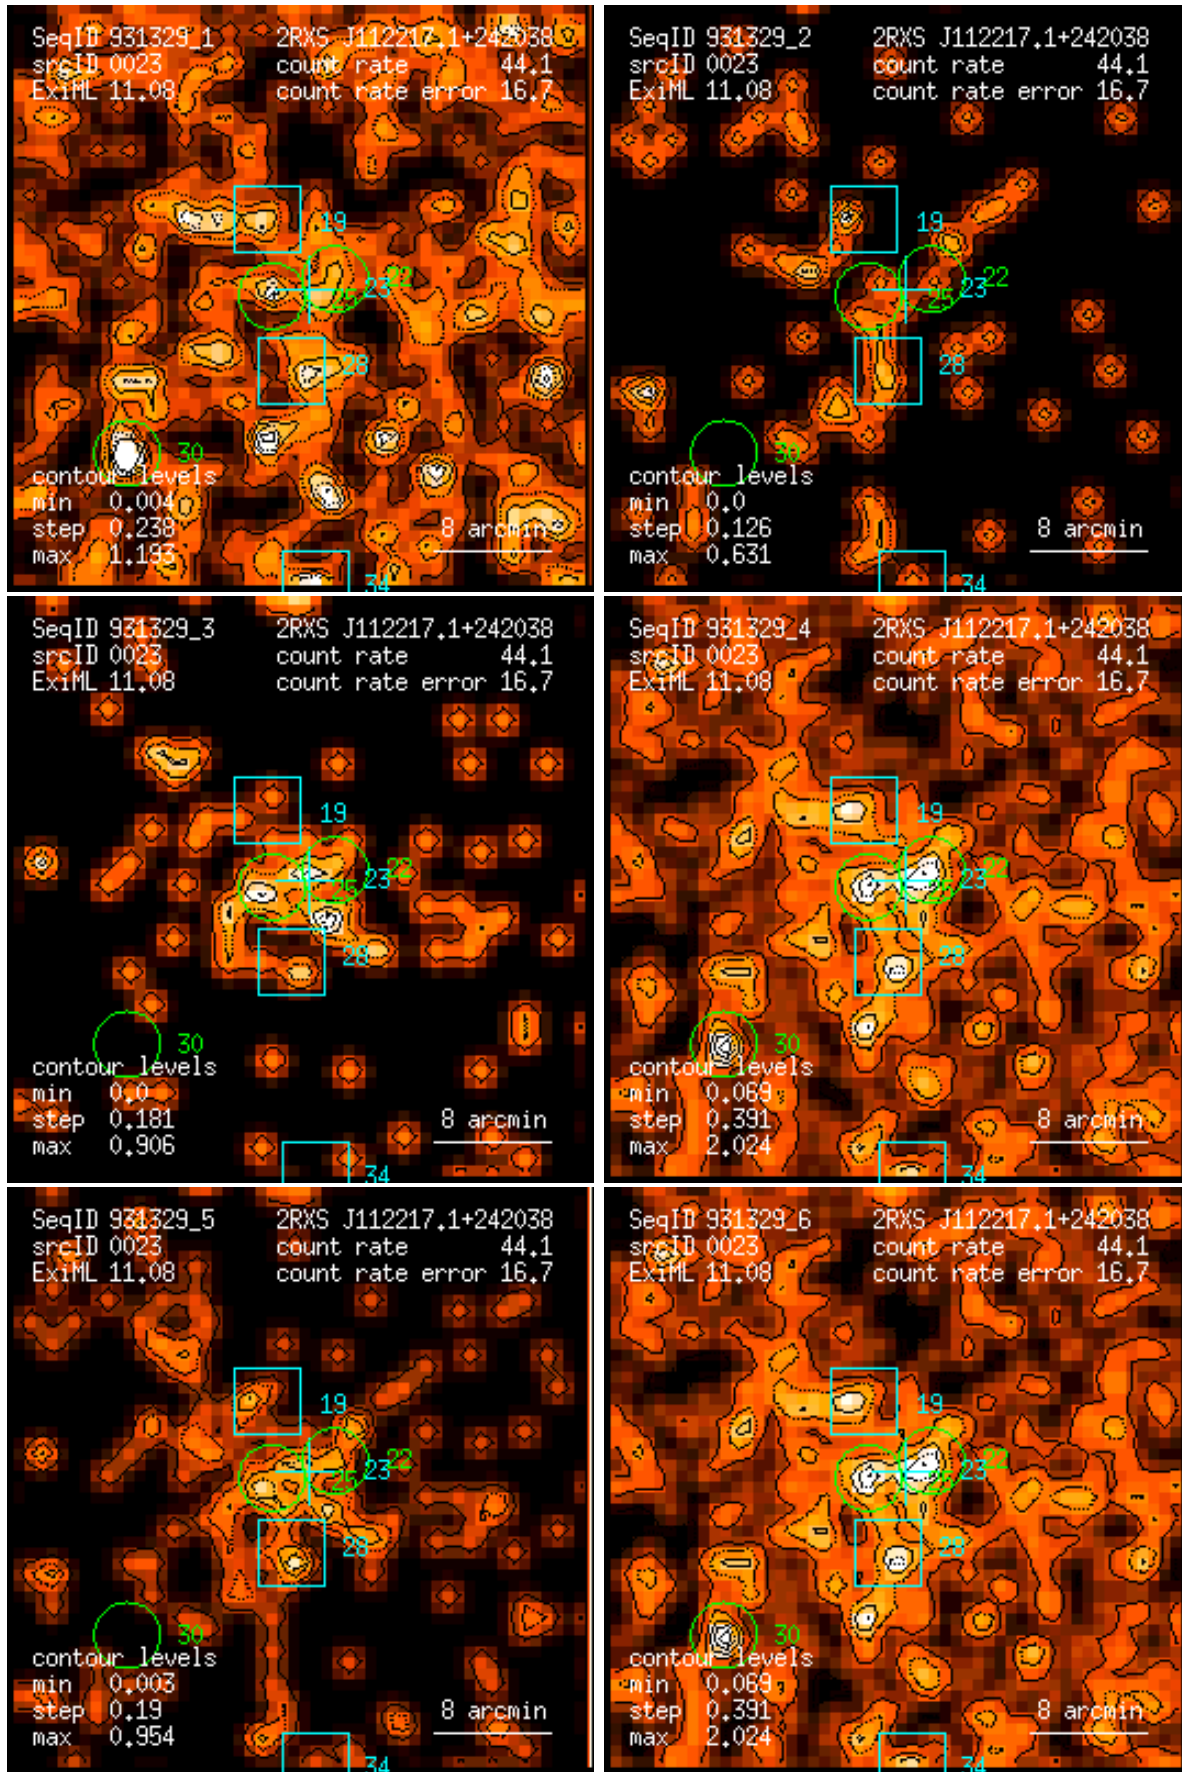 SeqID 931329_1 2RXS J112217.1+242038
srcID 0023 count rate 44.1
ExiML 11.08 count rate error 16.7
19
22
23
25
28
30
contour levels
min 0.004
step 0.238 8 arcmin
max 1.193
34
SeqID 931329_2 2RXS J112217.1+242038
srcID 0023 count rate 44.1
ExiML 11.08 count rate error 16.7
19
22
23
25
28
30
contour levels
min 0.0
step 0.126 8 arcmin
max 0.631
34
SeqID 931329_3 2RXS J112217.1+242038
srcID 0023 count rate 44.1
ExiML 11.08 count rate error 16.7
19
22
23
25
28
30
contour levels
min 0.0
step 0.181 8 arcmin
max 0.906
34
SeqID 931329_4 2RXS J112217.1+242038
srcID 0023 count rate 44.1
ExiML 11.08 count rate error 16.7
19
22
23
25
28
30
contour levels
min 0.069
step 0.391 8 arcmin
max 2.024
34
SeqID 931329_5 2RXS J112217.1+242038
srcID 0023 count rate 44.1
ExiML 11.08 count rate error 16.7
19
22
23
25
28
30
contour levels
min 0.003
step 0.19 8 arcmin
max 0.954
34
SeqID 931329_6 2RXS J112217.1+242038
srcID 0023 count rate 44.1
ExiML 11.08 count rate error 16.7
19
22
23
25
28
30
contour levels
min 0.069
step 0.391 8 arcmin
max 2.024
34